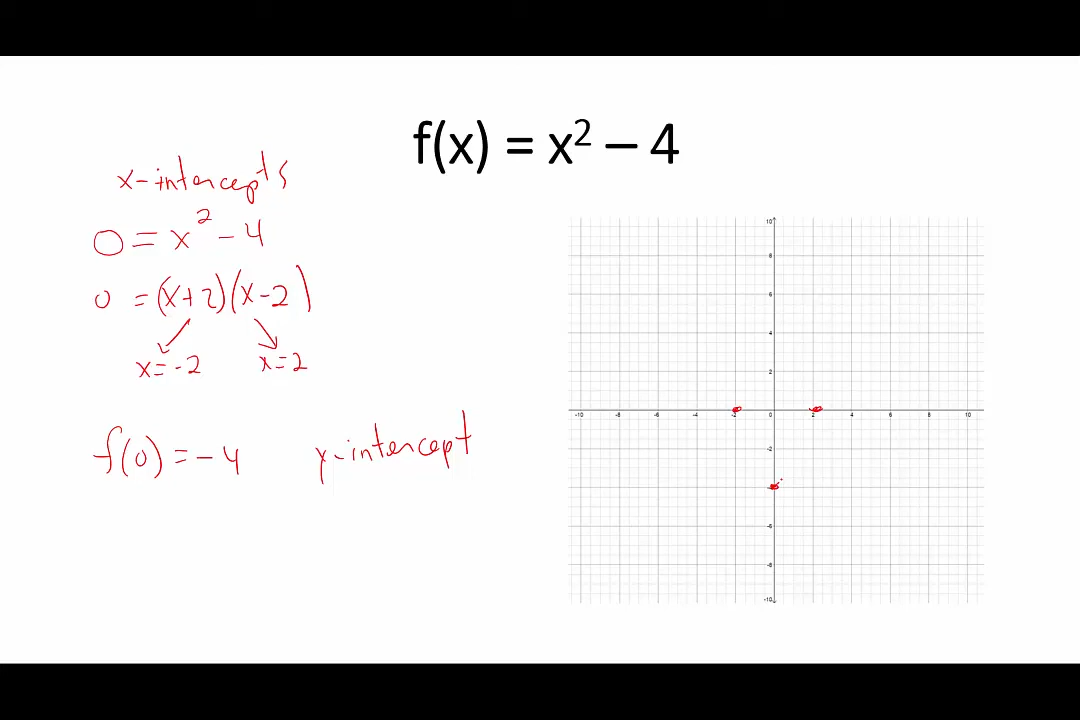 f(x) = x² – 4
x-intercepts
0 = x² - 4
0 = (x+2)(x-2)
x=-2 x=2
f(0) = -4 y-intercept
10
8
6
4
2
-10 -8 -6 -4 -2 0 2 4 6 8 10
-2
-6
-8
-10